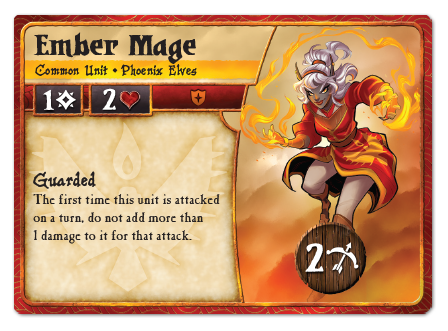 Ember Mage
Common Unit • Phoenix Elves
1 2
Guarded
The first time this unit is attacked
on a turn, do not add more than
1 damage to it for that attack.
2